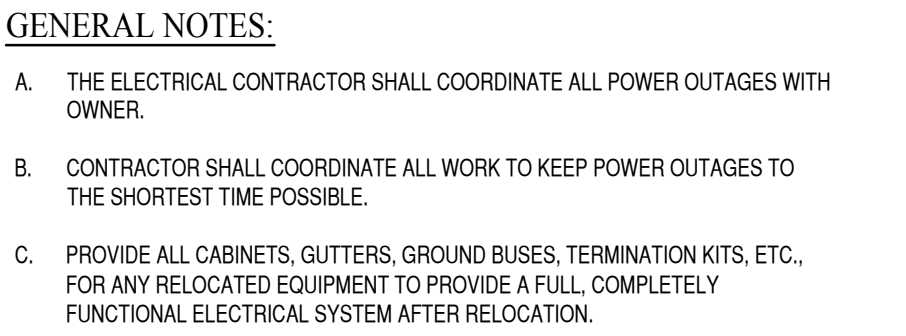 GENERAL NOTES:
A. THE ELECTRICAL CONTRACTOR SHALL COORDINATE ALL POWER OUTAGES WITH
OWNER.
B. CONTRACTOR SHALL COORDINATE ALL WORK TO KEEP POWER OUTAGES TO
THE SHORTEST TIME POSSIBLE.
C. PROVIDE ALL CABINETS, GUTTERS, GROUND BUSES, TERMINATION KITS, ETC.,
FOR ANY RELOCATED EQUIPMENT TO PROVIDE A FULL, COMPLETELY
FUNCTIONAL ELECTRICAL SYSTEM AFTER RELOCATION.